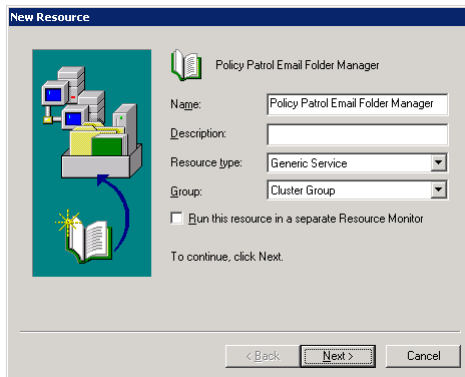 New Resource
Policy Patrol Email Folder Manager
Name: Policy Patrol Email Folder Manager
Description:
Resource type: Generic Service
Group: Cluster Group
Run this resource in a separate Resource Monitor
To continue, click Next.
< Back Next > Cancel